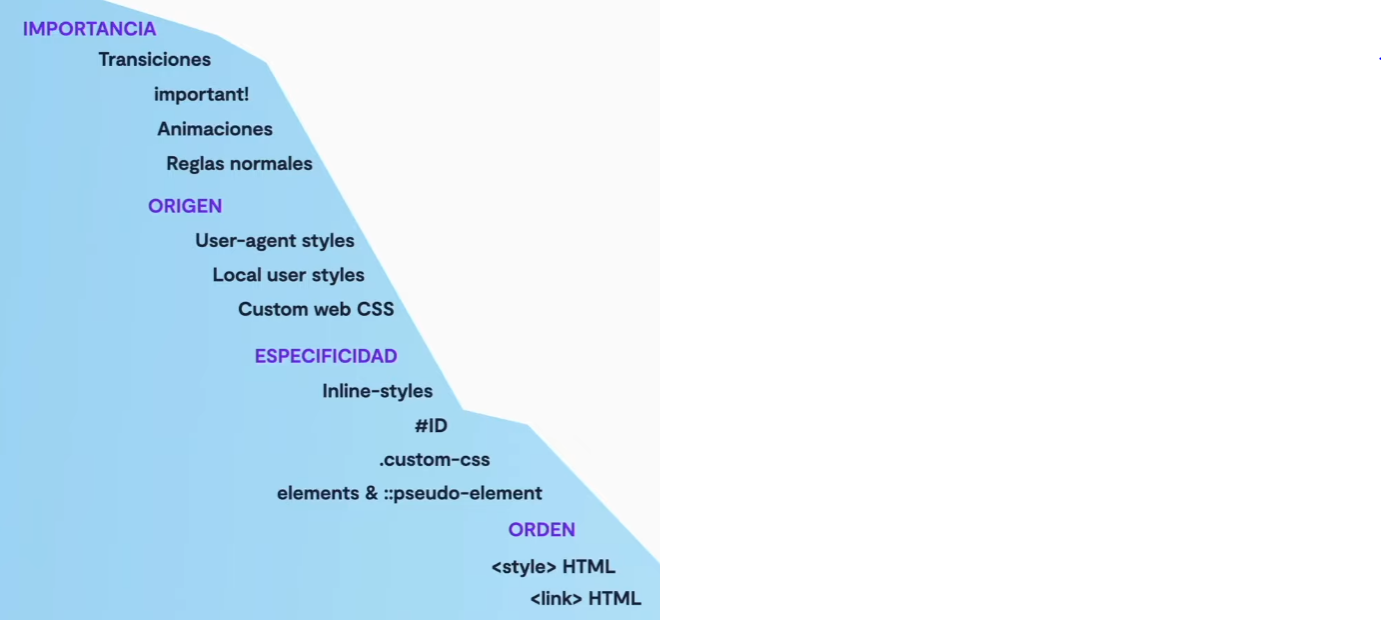 IMPORTANCIA
Transiciones
important!
Animaciones
Reglas normales
ORIGEN
User-agent styles
Local user styles
Custom web CSS
ESPECIFICIDAD
Inline-styles
#ID
.custom-css
elements & ::pseudo-element
ORDEN
<style> HTML
<link> HTML